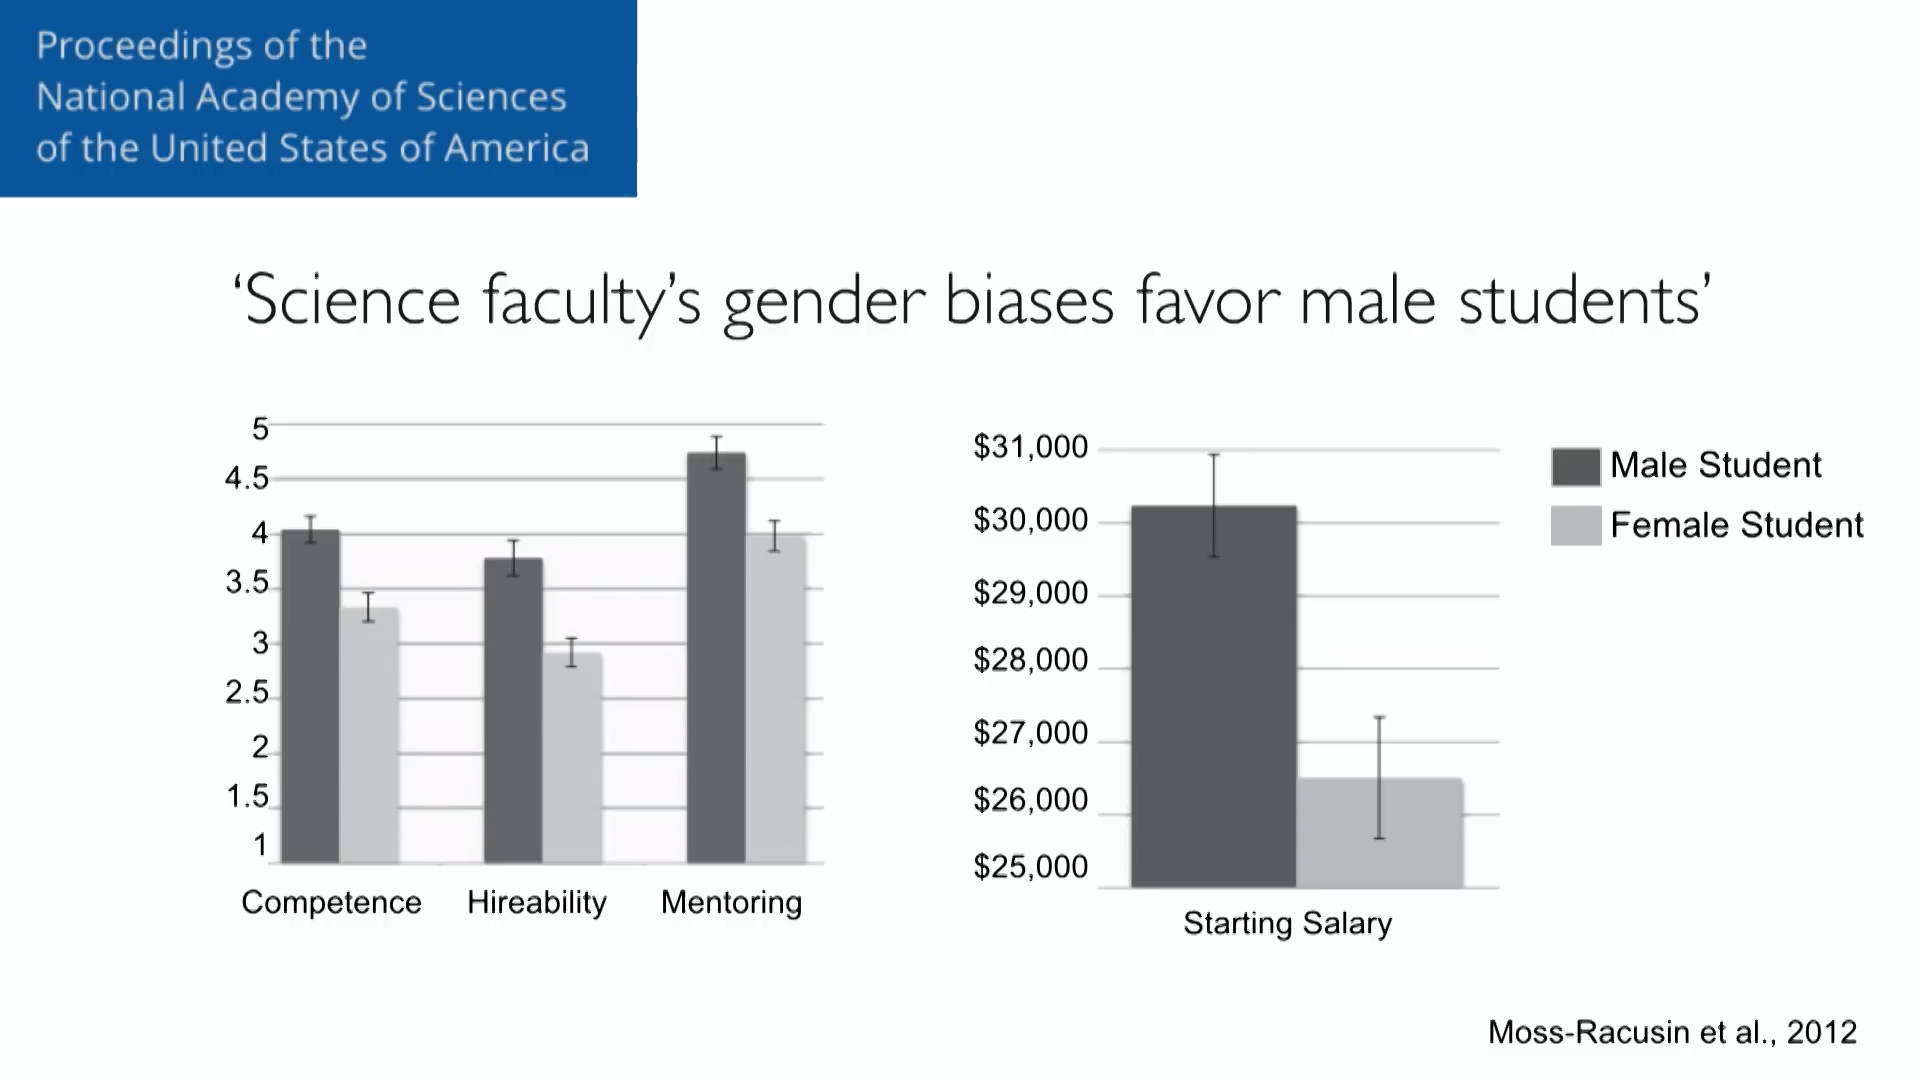 Proceedings of the
National Academy of Sciences
of the United States of America
‘Science faculty’s gender biases favor male students’
5
4.5
4
3.5
3
2.5
2
1.5
1
Competence
Hireability
Mentoring
$31,000
$30,000
$29,000
$28,000
$27,000
$26,000
$25,000
Starting Salary
Male Student
Female Student
Moss-Racusin et al., 2012